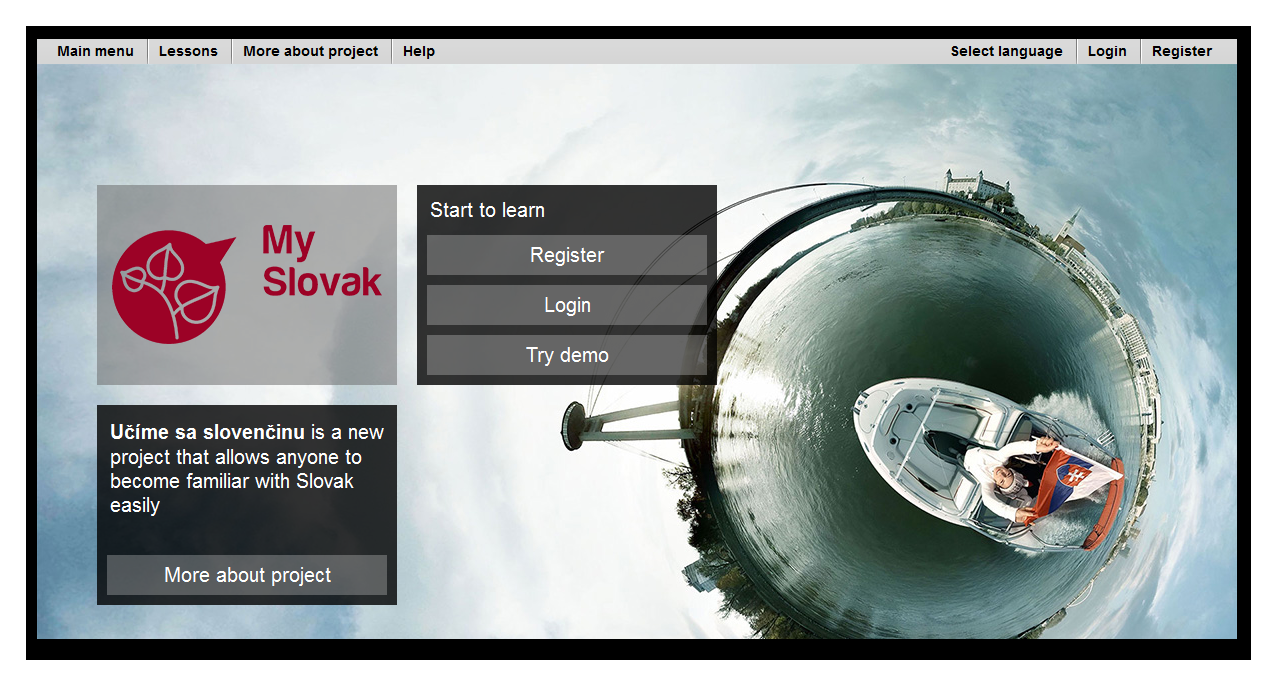 Main menu Lessons More about project Help Select language Login Register
My
Slovak
Start to learn
Register
Login
Try demo
Učíme sa slovenčinu is a new
project that allows anyone to
become familiar with Slovak
easily
More about project